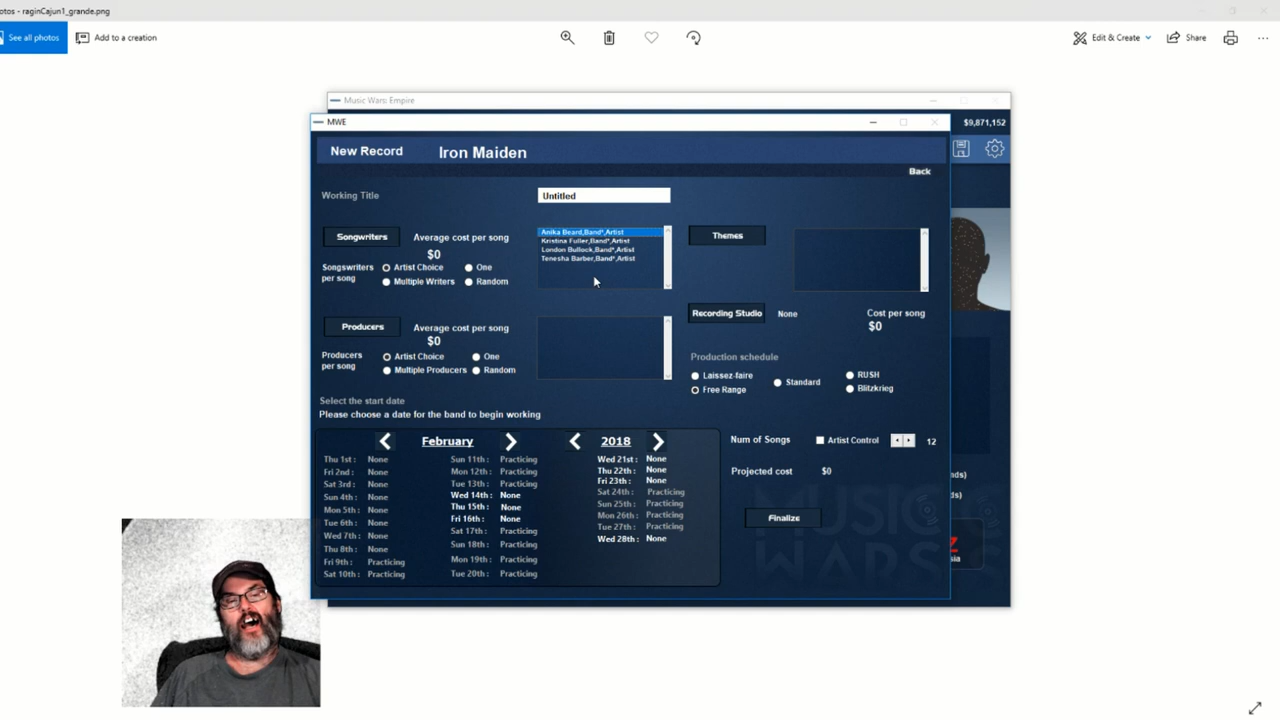 otos - raginCajun1_grande.png
See all photos
Add to a creation
Edit & Create
Share
Music Wars: Empire
MWE
$9,871,152
New Record
Iron Maiden
Back
Working Title
Untitled
Songwriters
Average cost per song
$0
Songswriters per song
Artist Choice
One
Multiple Writers
Random
Anika Beard,Band*,Artist
Kristina Fuller,Band*,Artist
London Bullock,Band*,Artist
Tenesha Barber,Band*,Artist
Themes
Producers
Average cost per song
$0
Producers per song
Artist Choice
One
Multiple Producers
Random
Recording Studio
None
Cost per song
$0
Production schedule
Laissez-faire
Free Range
Standard
RUSH
Blitzkrieg
Select the start date
Please choose a date for the band to begin working
February
2018
Thu 1st : None
Fri 2nd : None
Sat 3rd : None
Sun 4th : None
Mon 5th : None
Tue 6th : None
Wed 7th : None
Thu 8th : None
Fri 9th : Practicing
Sat 10th : Practicing
Sun 11th : Practicing
Mon 12th : Practicing
Tue 13th : Practicing
Wed 14th : None
Thu 15th : None
Fri 16th : None
Sat 17th : Practicing
Sun 18th : Practicing
Mon 19th : Practicing
Tue 20th : Practicing
Wed 21st : None
Thu 22th : None
Fri 23th : None
Sat 24th : Practicing
Sun 25th : Practicing
Mon 26th : Practicing
Tue 27th : Practicing
Wed 28th : None
Num of Songs
Artist Control
12
Projected cost
$0
Finalize
MUSIC
WARS
ds)
s)
z
sia